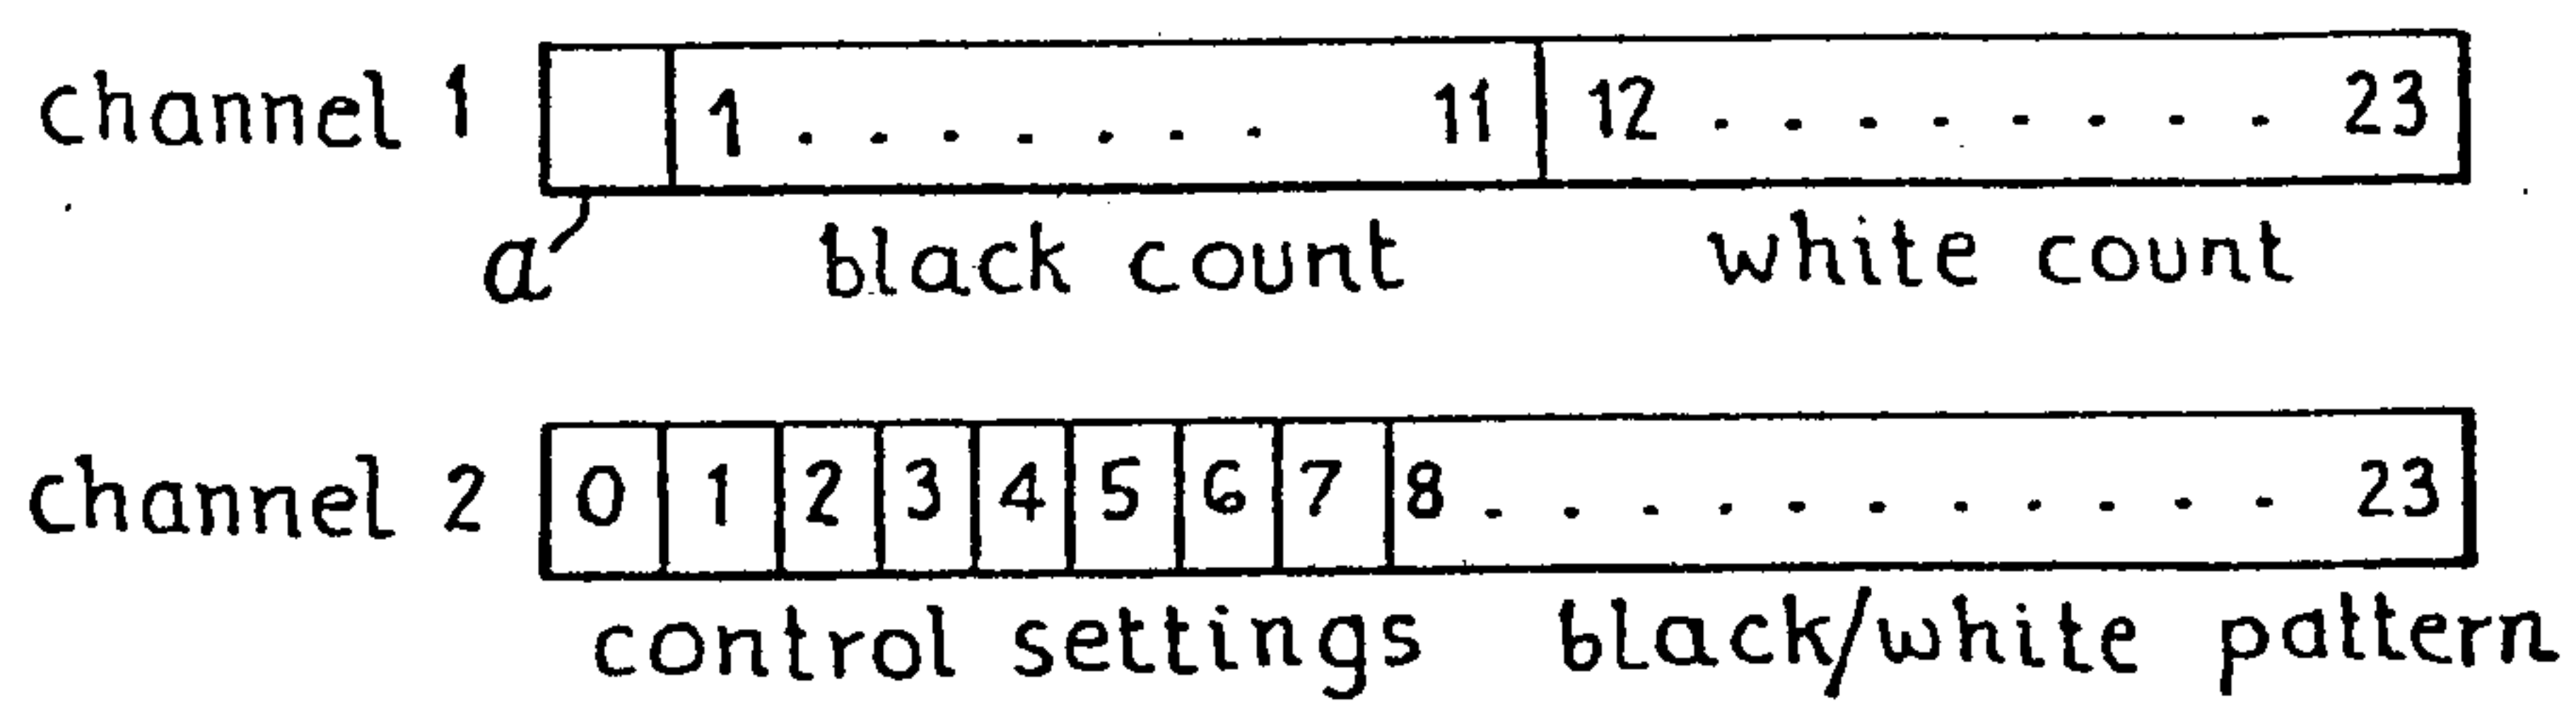 channel 1 1 . . . . . . . 11 12 . . . . . . . . 23
a black count white count
channel 2 0 1 2 3 4 5 6 7 8 . . . . . . . . . . . 23
control settings black/white pattern